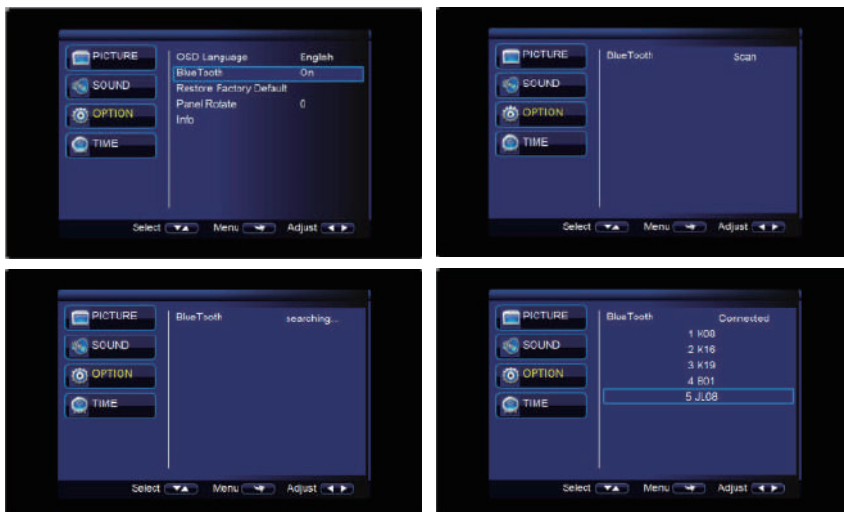 PICTURE
SOUND
OPTION
TIME
OSD Language English
BlueTooth On
Restore Factory Default
Panel Rotate 0
Info
Select Menu Adjust
PICTURE
SOUND
OPTION
TIME
BlueTooth Scan
Select Menu Adjust
PICTURE
SOUND
OPTION
TIME
BlueTooth searching...
Select Menu Adjust
PICTURE
SOUND
OPTION
TIME
BlueTooth Connected
1 K08
2 K16
3 K19
4 B01
5 JL08
Select Menu Adjust